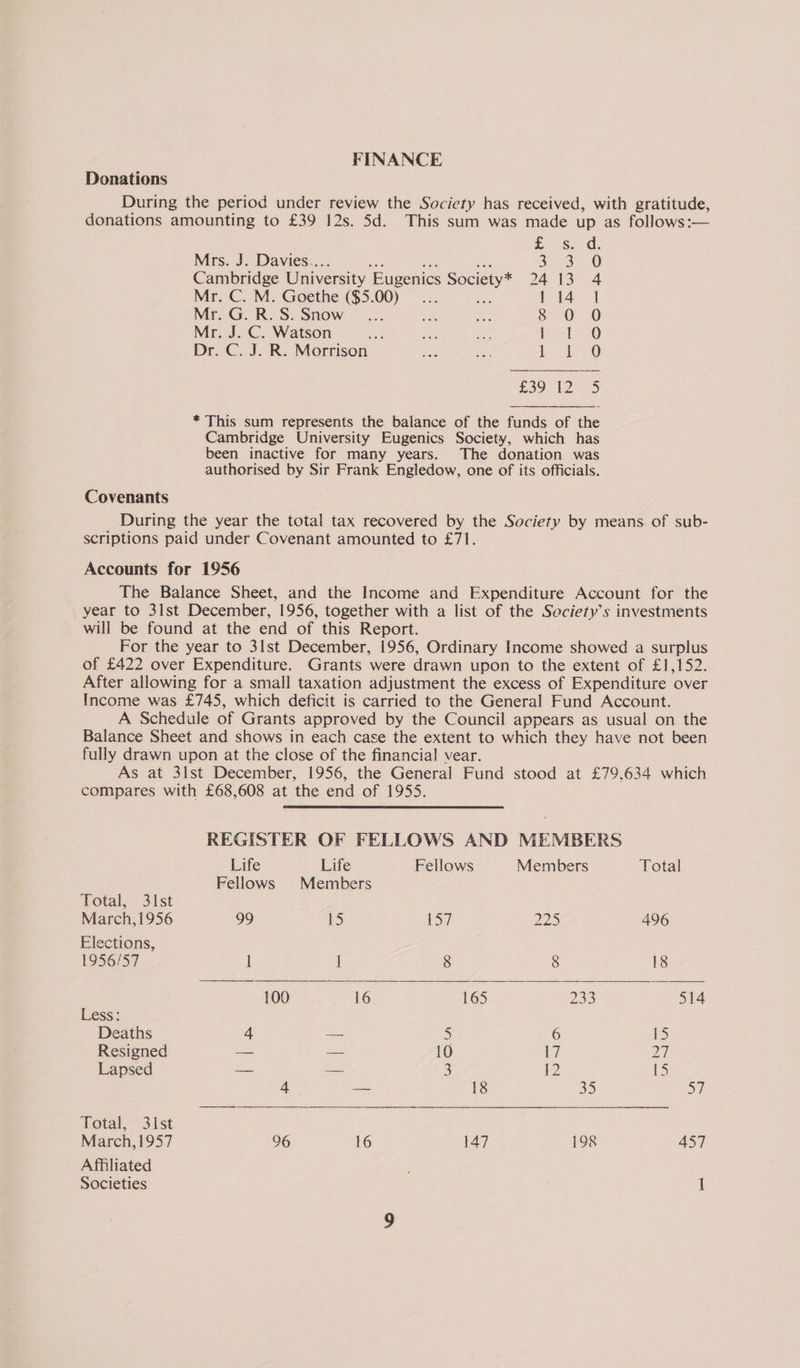 FINANCE
Donations
During the period under review the Society has received, with gratitude,
donations amounting to £39 12s. 5d. This sum was made up as follows:—
£ s. d.
Mrs. J. Davies ... ... ... ... 3 3 0
Cambridge University Eugenics Society* 24 13 4
Mr. C. M. Goethe ($5.00) ... ... 1 14 1
Mr. G. R. S. Snow ... ... ... 8 0 0
Mr. J. C. Watson ... ... ... 1 1 0
Dr. C. J. R. Morrison ... ... 1 1 0
£39 12 5
* This sum represents the balance of the funds of the
Cambridge University Eugenics Society, which has
been inactive for many years. The donation was
authorised by Sir Frank Engledow, one of its officials.
Covenants
During the year the total tax recovered by the Society by means of sub-
scriptions paid under Covenant amounted to £71.
Accounts for 1956
The Balance Sheet, and the Income and Expenditure Account for the
year to 31st December, 1956, together with a list of the Society's investments
will be found at the end of this Report.
For the year to 31st December, 1956, Ordinary Income showed a surplus
of £422 over Expenditure. Grants were drawn upon to the extent of £1,152.
After allowing for a small taxation adjustment the excess of Expenditure over
Income was £745, which deficit is carried to the General Fund Account.
A Schedule of Grants approved by the Council appears as usual on the
Balance Sheet and shows in each case the extent to which they have not been
fully drawn upon at the close of the financial year.
As at 31st December, 1956, the General Fund stood at £79,634 which
compares with £68,608 at the end of 1955.
REGISTER OF FELLOWS AND MEMBERS
Life Life Fellows Members Total
Fellows Members
Total, 31st
March,1956 99 15 157 225 496
Elections,
1956/57 1 1 8 8 18
100 16 165 233 514
Less:
Deaths 4 — 5 6 15
Resigned — — 10 17 27
Lapsed — — 3 12 15
4 — 18 35 57
Total, 31st
March,1957 96 16 147 198 457
Affiliated
Societies 1
9